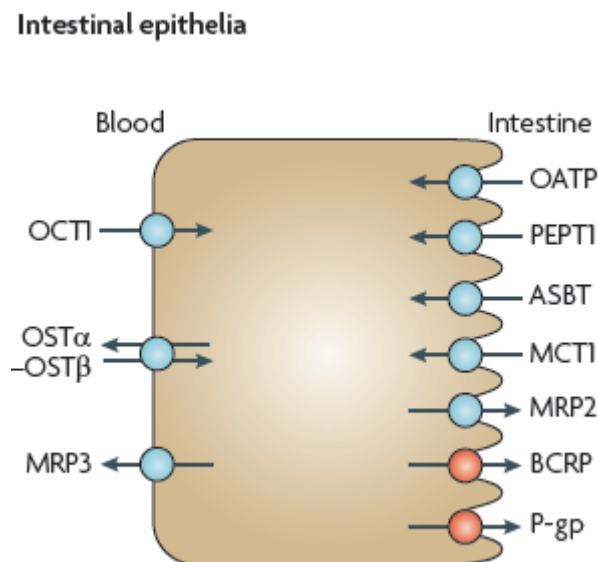 Intestinal epithelia
Blood
Intestine
OCT1
OSTα
–OSTβ
MRP3
OATP
PEPT1
ASBT
MCT1
MRP2
BCRP
P-gp